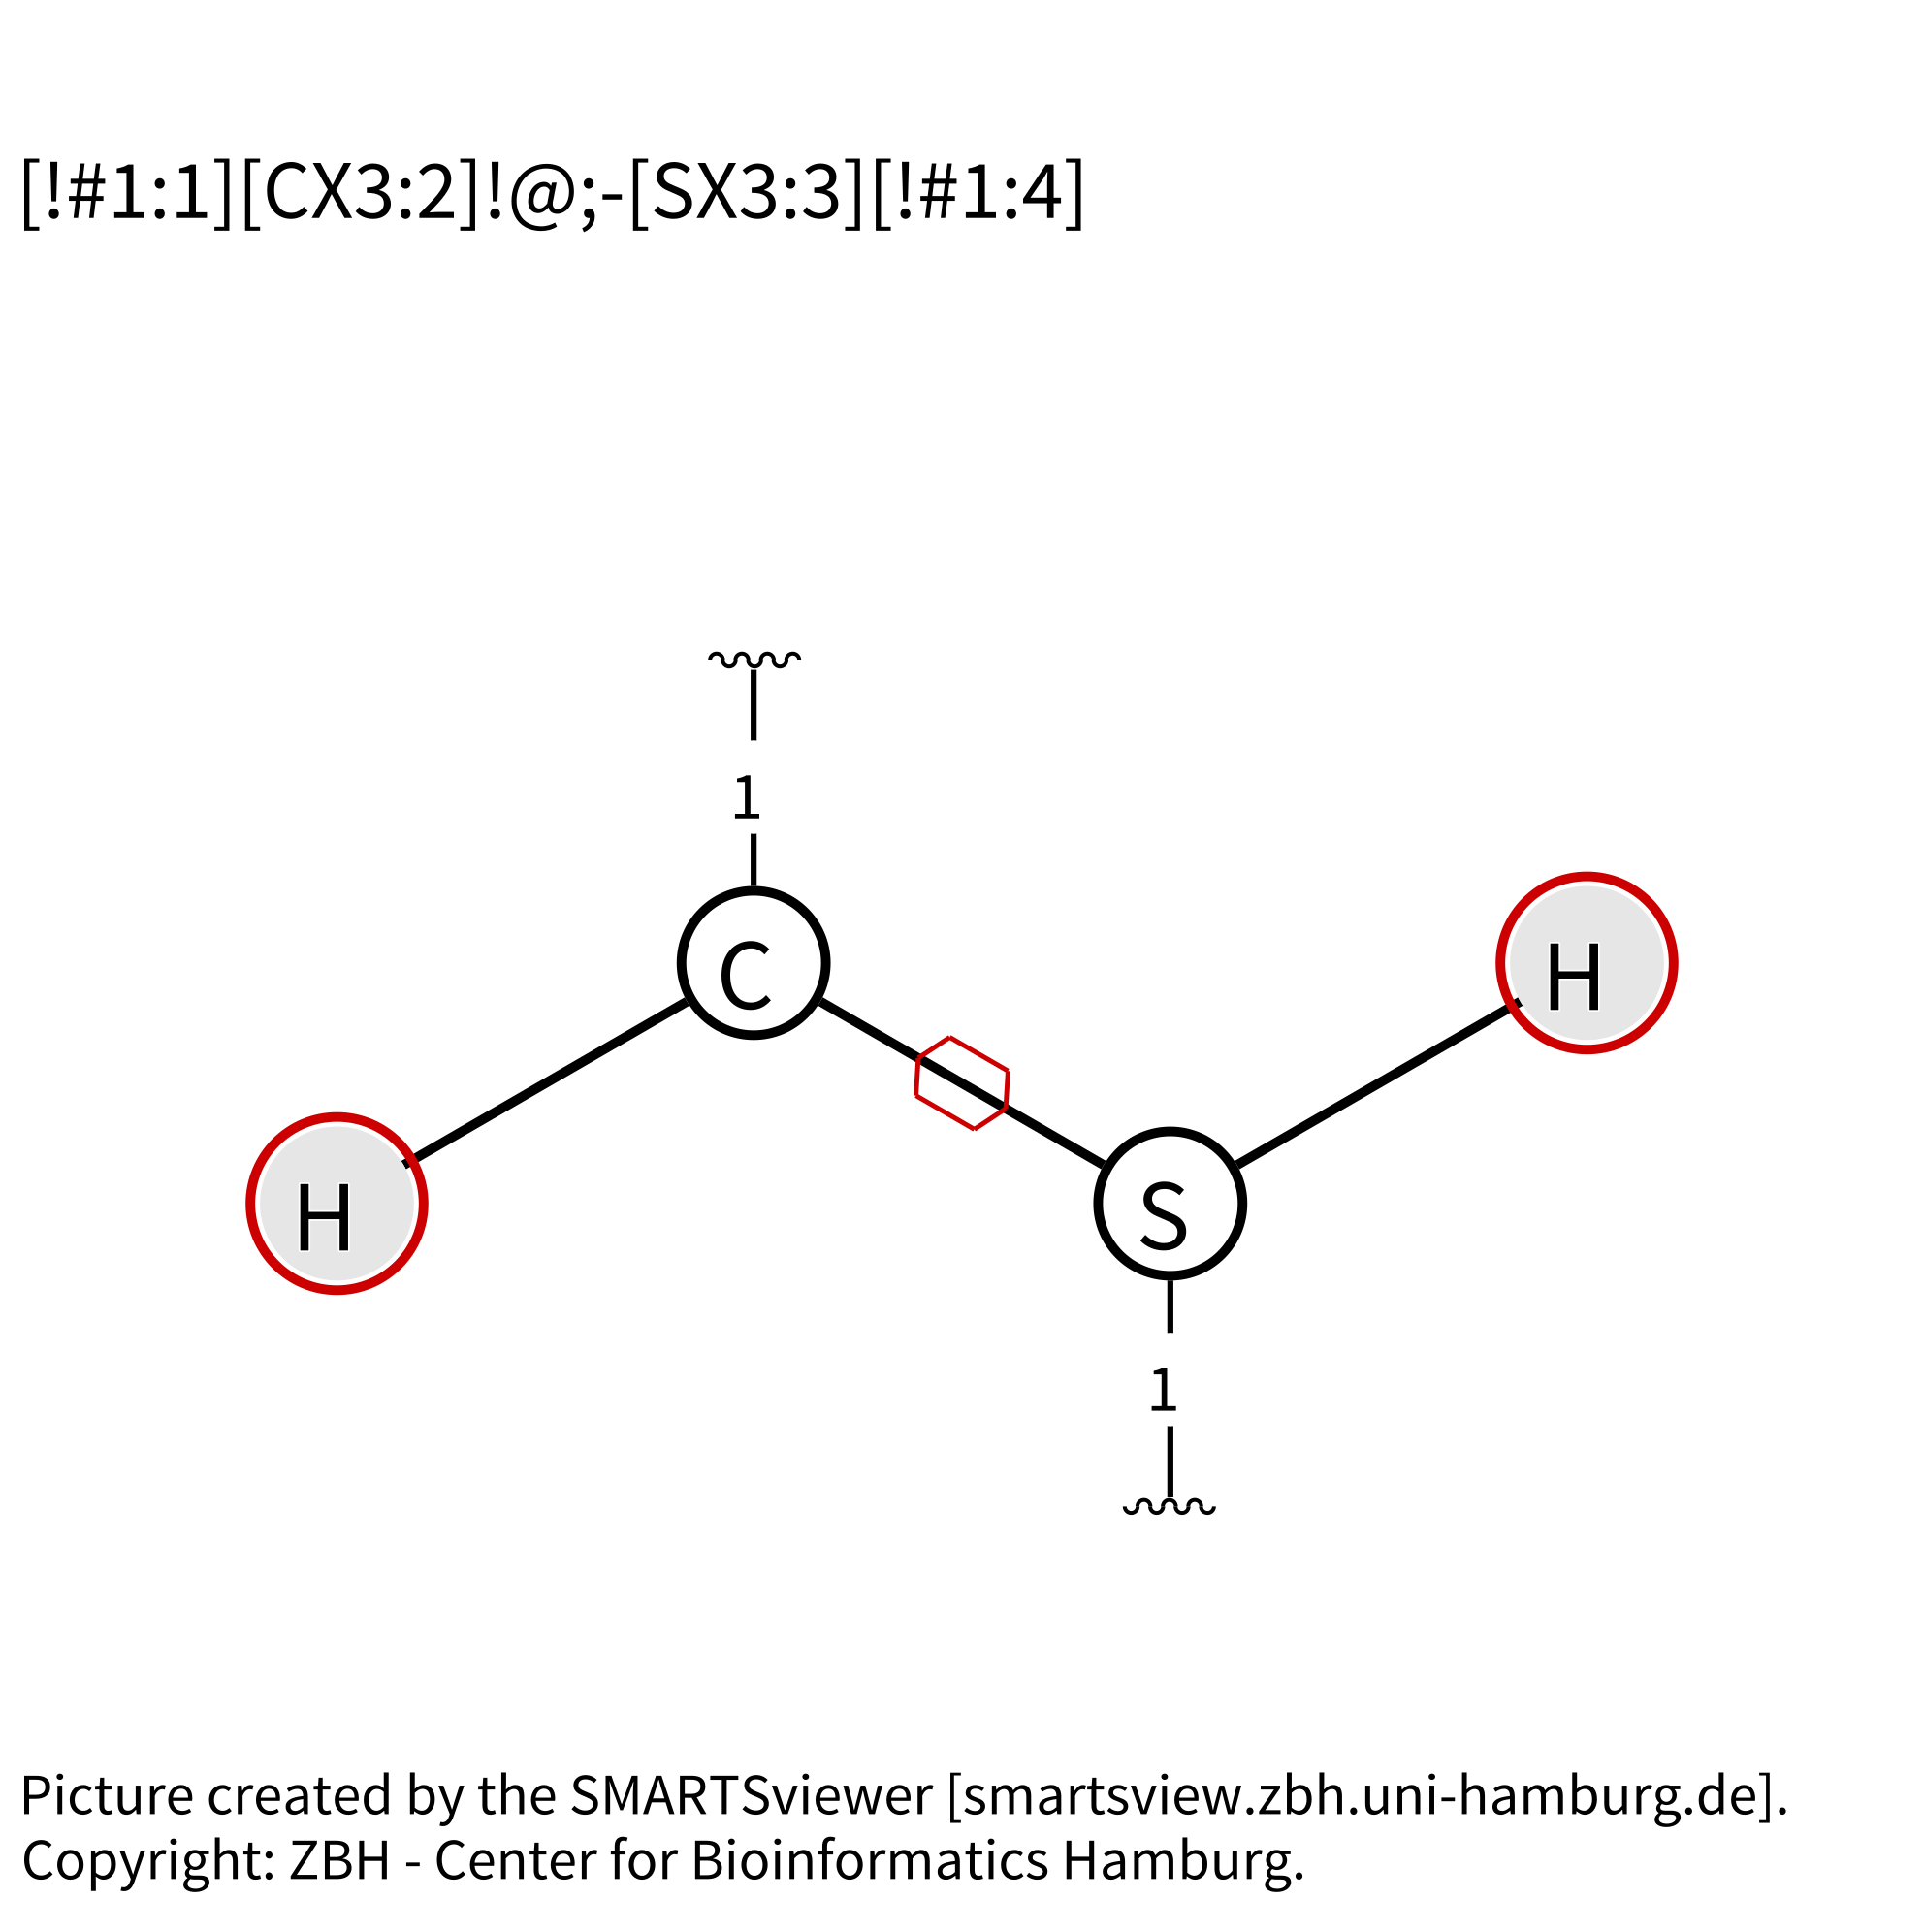 [!#1:1][CX3:2]!@;-[SX3:3][!#1:4]
1
C
H
H
S
1
Picture created by the SMARTSviewer [smartsview.zbh.uni-hamburg.de].
Copyright: ZBH - Center for Bioinformatics Hamburg.